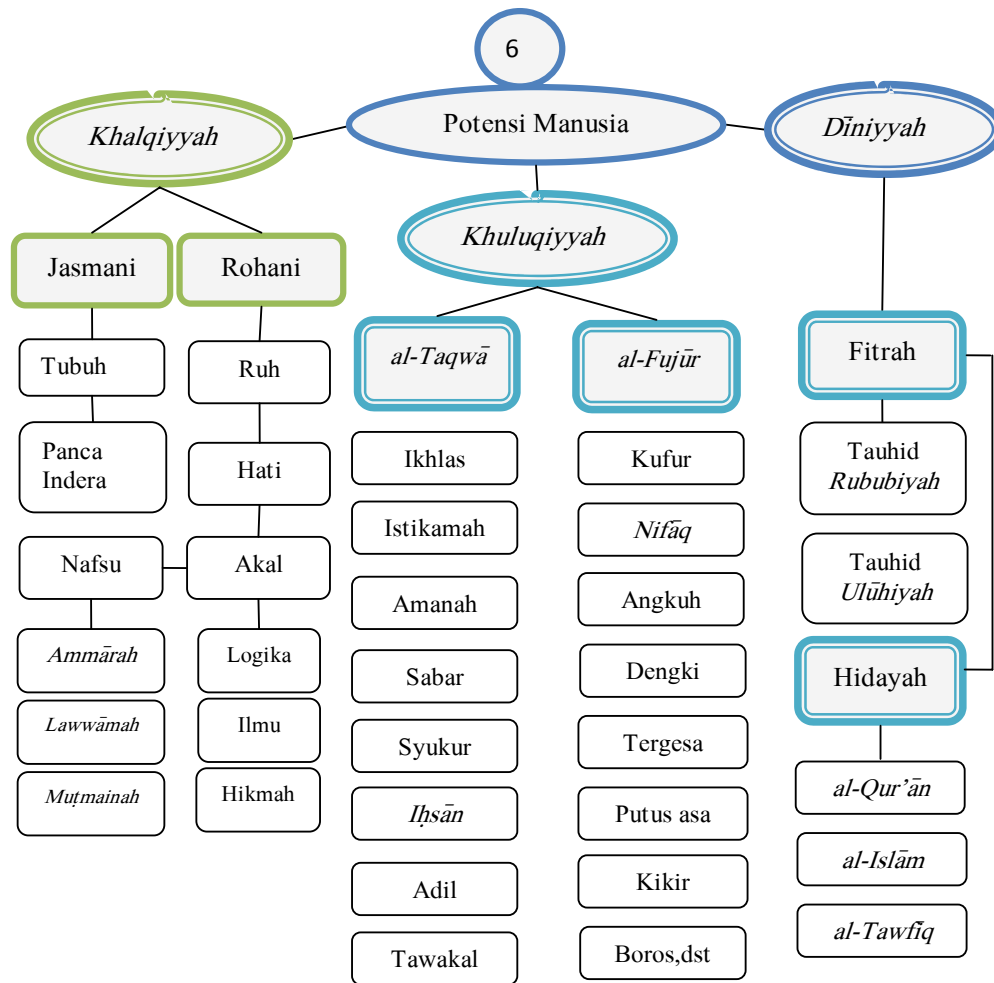 6
Potensi Manusia
Khalqiyyah
Dīniyyah
Khuluqiyyah
Jasmani
Rohani
Tubuh
Panca
Indera
Ruh
Hati
Nafsu
Akal
Ammārah
Lawwāmah
Muṭmainah
Logika
Ilmu
Hikmah
al-Taqwā
Ikhlas
Istikamah
Amanah
Sabar
Syukur
Iḥsān
Adil
Tawakal
al-Fujūr
Kufur
Nifāq
Angkuh
Dengki
Tergesa
Putus asa
Kikir
Boros,dst
Fitrah
Tauhid
Rububiyah
Tauhid
Ulūhiyah
Hidayah
al-Qur’ān
al-Islām
al-Tawfīq